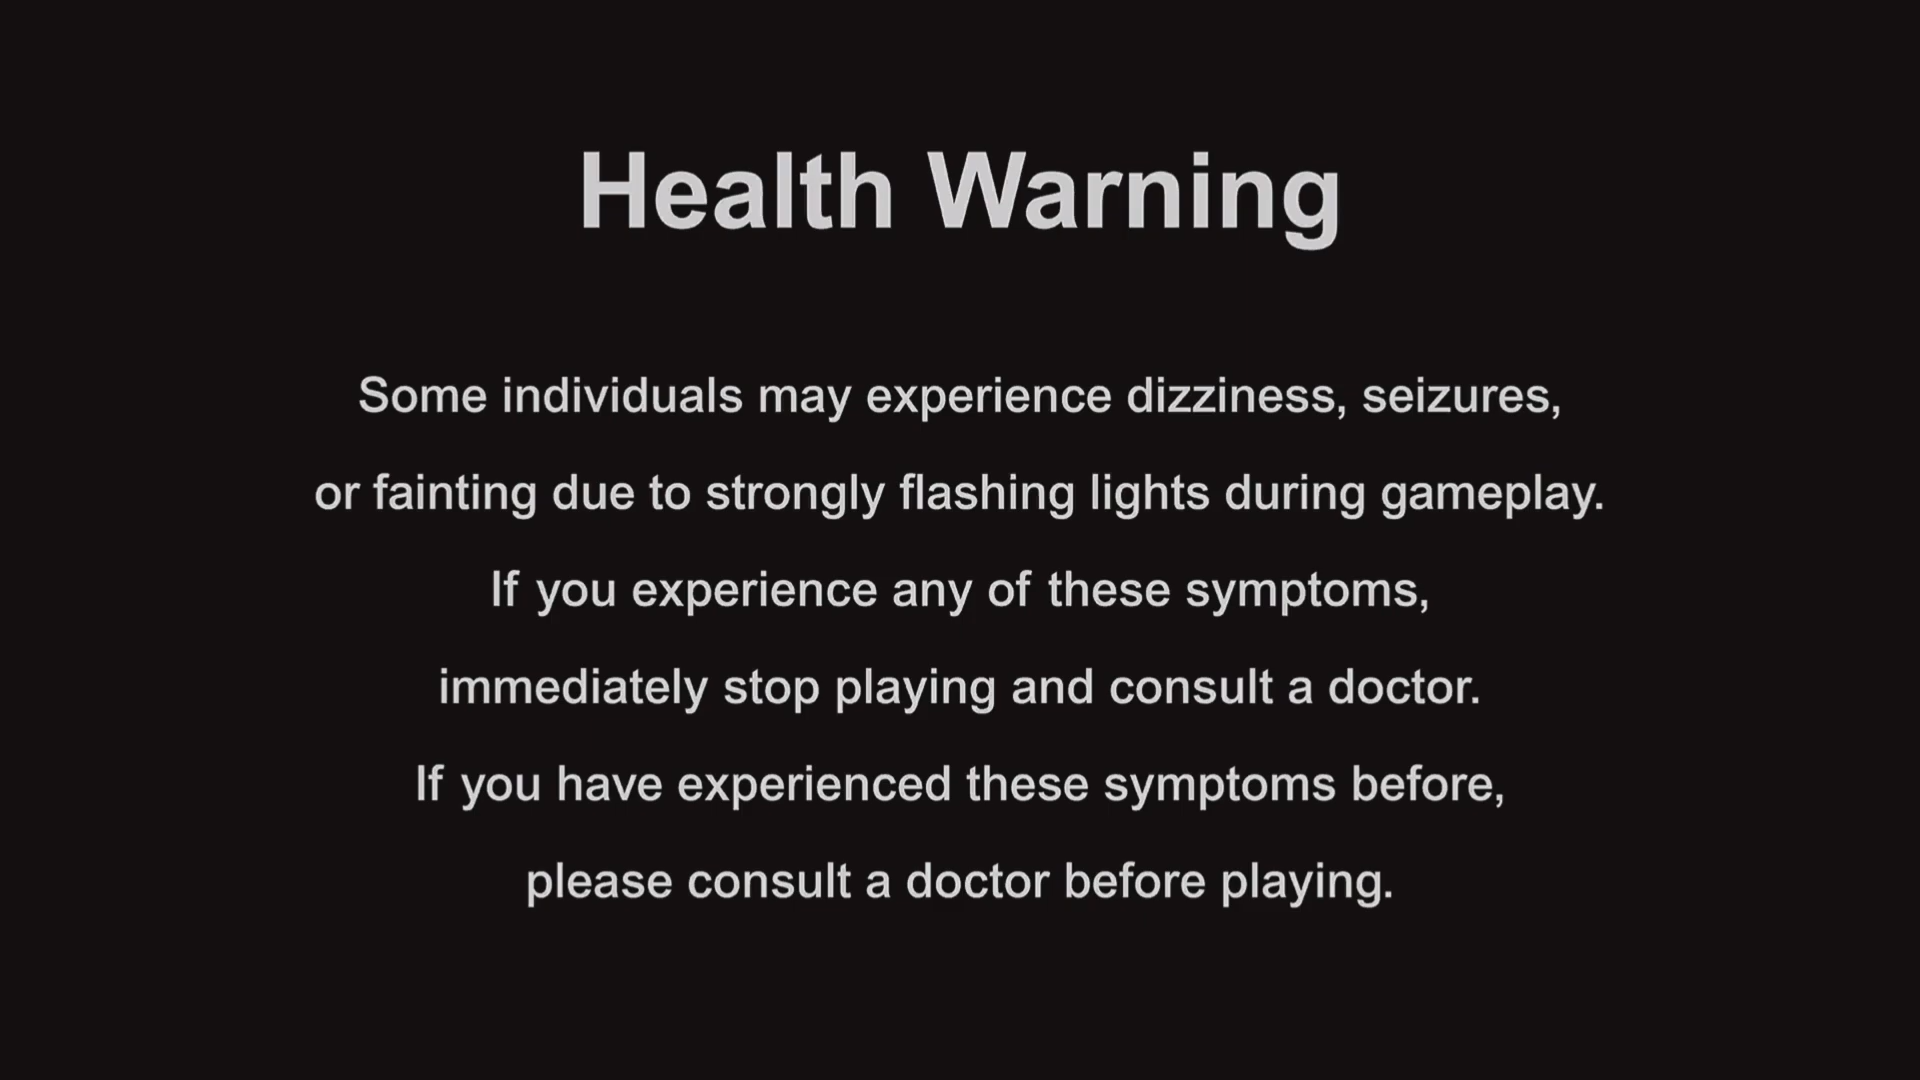 Health Warning
Some individuals may experience dizziness, seizures,
or fainting due to strongly flashing lights during gameplay.
If you experience any of these symptoms,
immediately stop playing and consult a doctor.
If you have experienced these symptoms before,
please consult a doctor before playing.